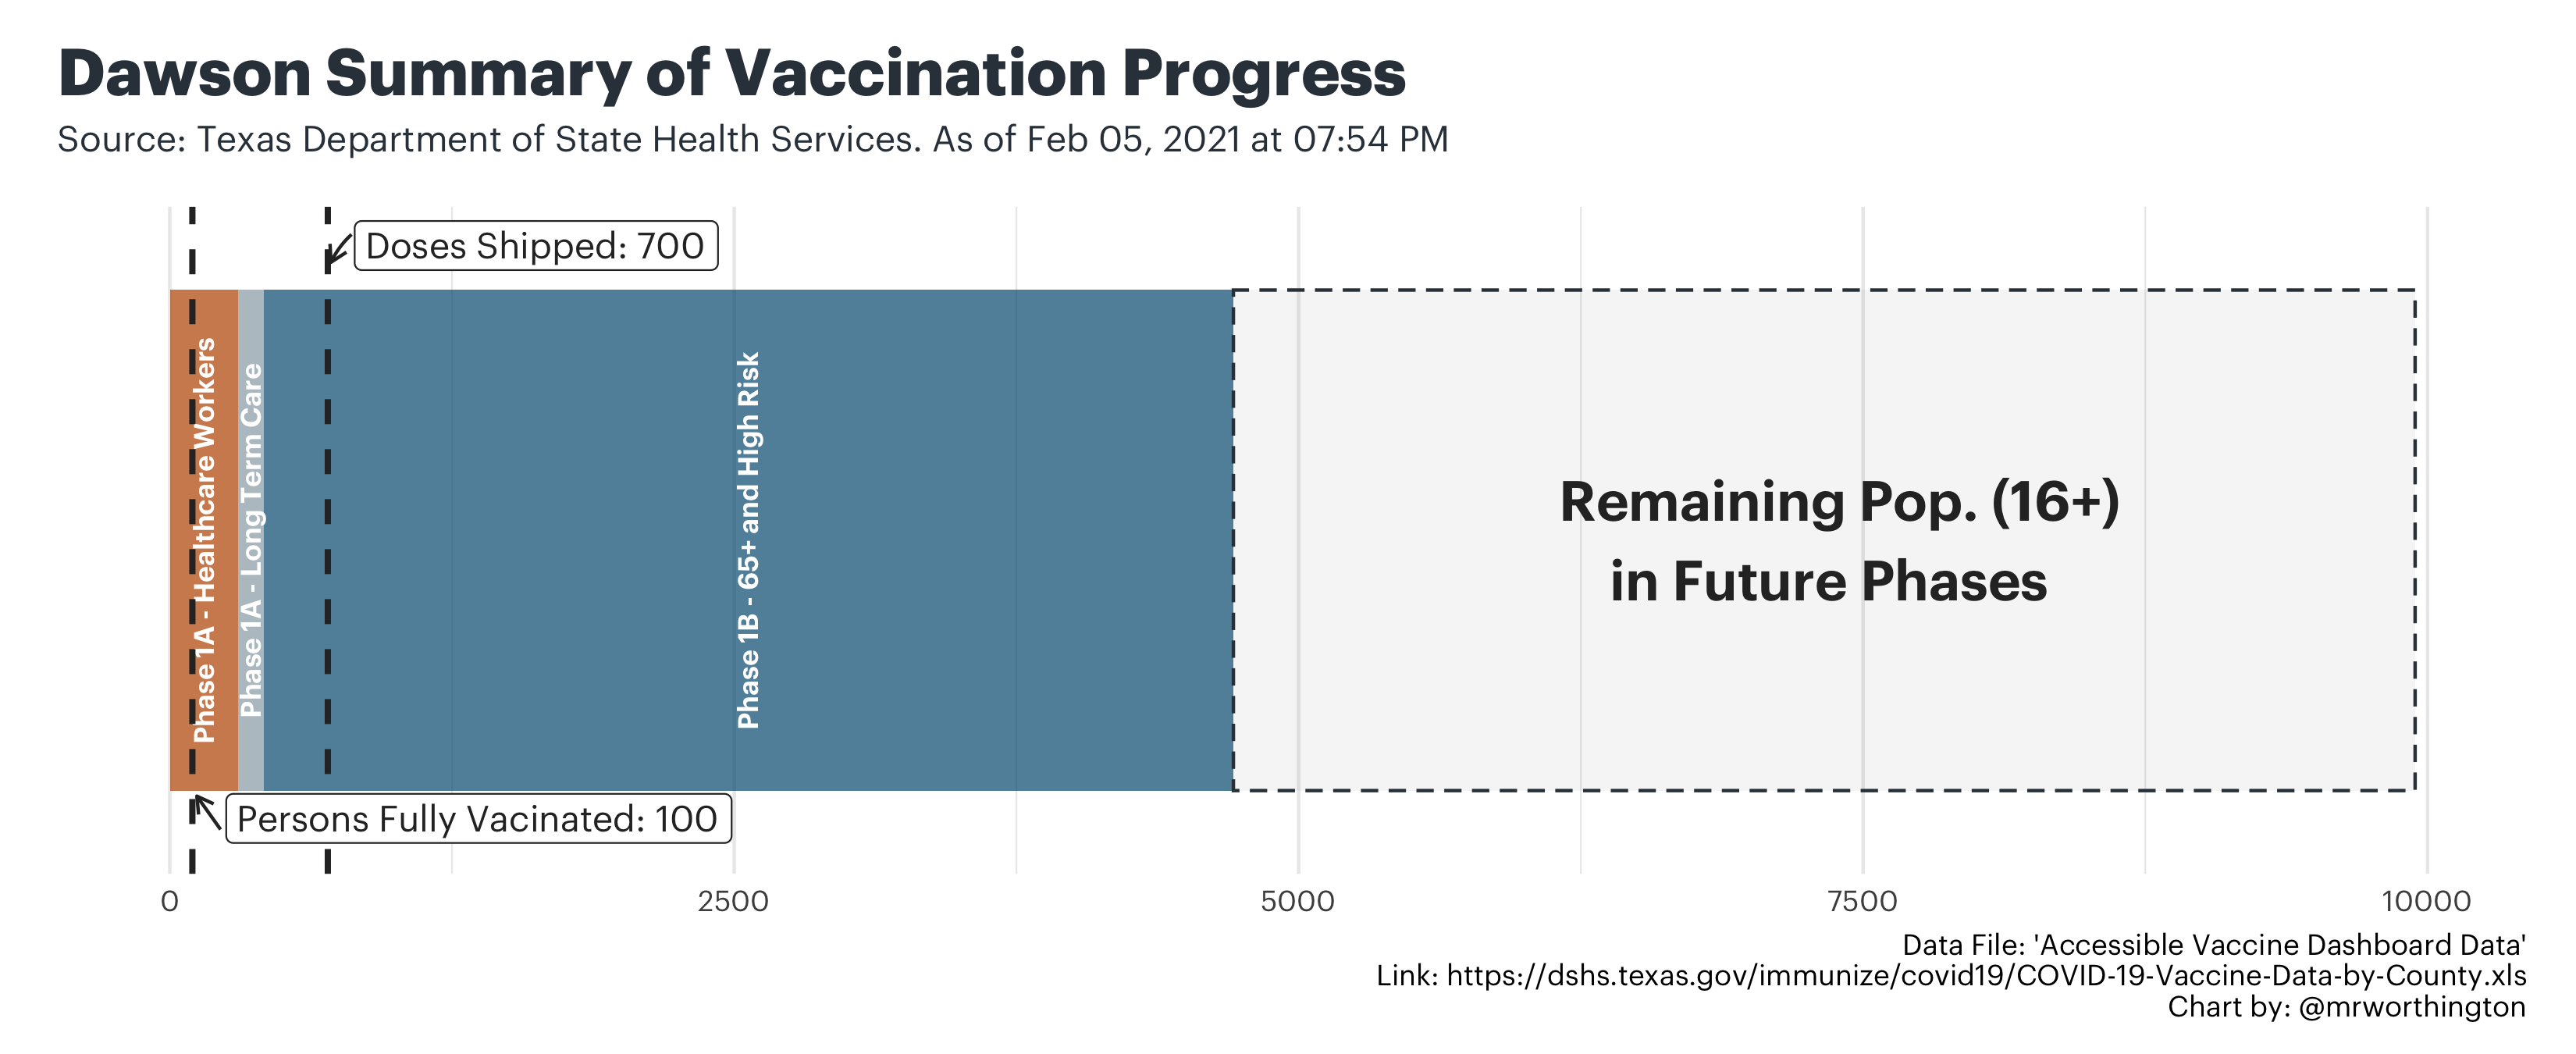 Dawson Summary of Vaccination Progress
Source: Texas Department of State Health Services. As of Feb 05, 2021 at 07:54 PM
Doses Shipped: 700
Phase 1A - Healthcare Workers
Phase 1A - Long Term Care
Phase 1B - 65+ and High Risk
Remaining Pop. (16+)
in Future Phases
Persons Fully Vacinated: 100
0
2500
5000
7500
10000
Data File: 'Accessible Vaccine Dashboard Data'
Link: https://dshs.texas.gov/immunize/covid19/COVID-19-Vaccine-Data-by-County.xls
Chart by: @mrworthington